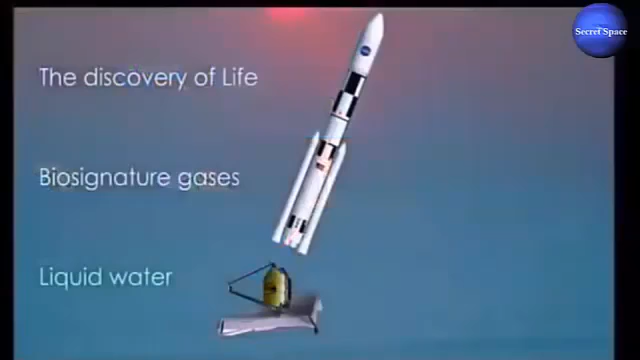 Secret Space
The discovery of Life
Biosignature gases
Liquid water